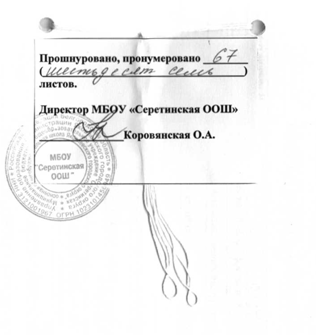 Прошнуровано, пронумеровано 67
(шестьдесят семь)
листов.
Директор МБОУ «Серетинская ООШ»
Коровянская О.А.
МБОУ
"Серетинская
ООШ"